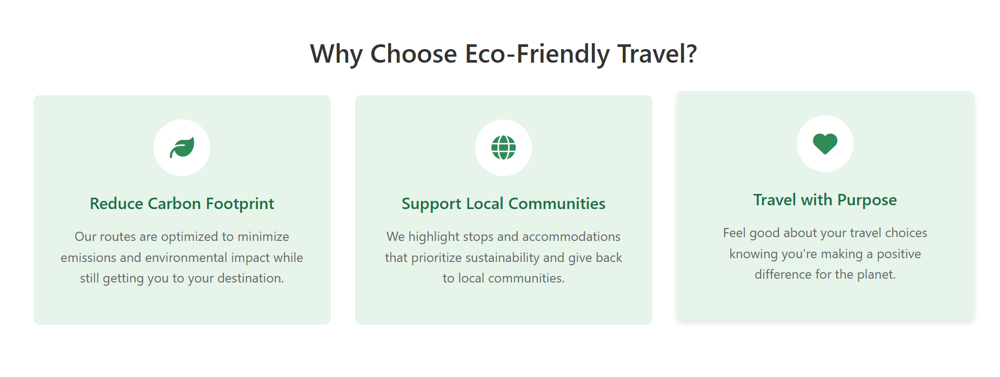 Why Choose Eco-Friendly Travel?
Reduce Carbon Footprint
Our routes are optimized to minimize
emissions and environmental impact while
still getting you to your destination.
Support Local Communities
We highlight stops and accommodations
that prioritize sustainability and give back
to local communities.
Travel with Purpose
Feel good about your travel choices
knowing you're making a positive
difference for the planet.